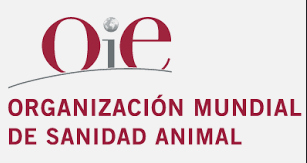 oie
ORGANIZACIÓN MUNDIAL
DE SANIDAD ANIMAL